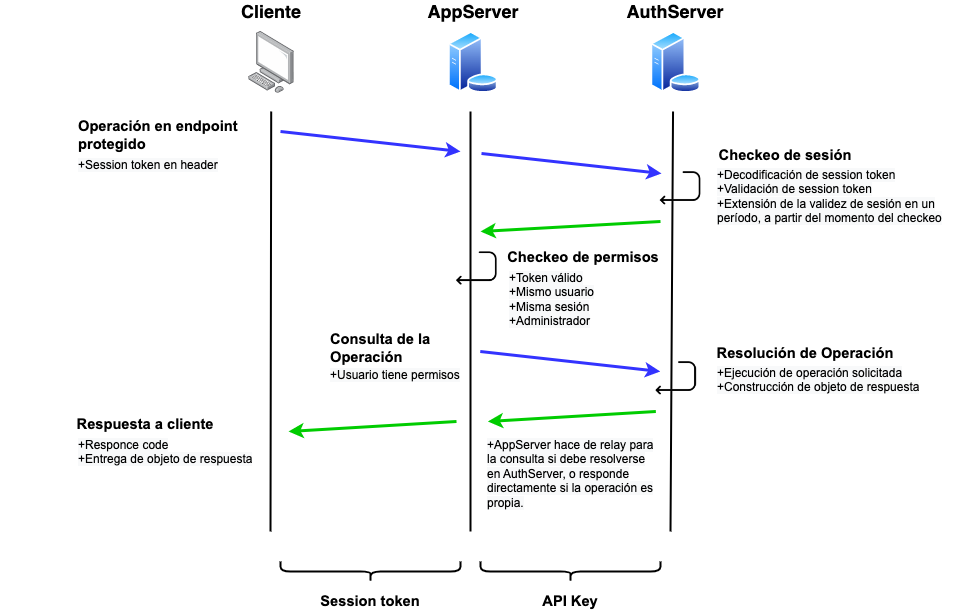 Cliente
AppServer
AuthServer
Operación en endpoint
protegido
+Session token en header
Checkeo de sesión
+Decodificación de session token
+Validación de session token
+Extensión de la validez de sesión en un
período, a partir del momento del checkeo
Checkeo de permisos
+Token válido
+Mismo usuario
+Misma sesión
+Administrador
Consulta de la
Operación
+Usuario tiene permisos
Resolución de Operación
+Ejecución de operación solicitada
+Construcción de objeto de respuesta
Respuesta a cliente
+Responce code
+Entrega de objeto de respuesta
+AppServer hace de relay para
la consulta si debe resolverse
en AuthServer, o responde
directamente si la operación es
propia.
Session token
API Key